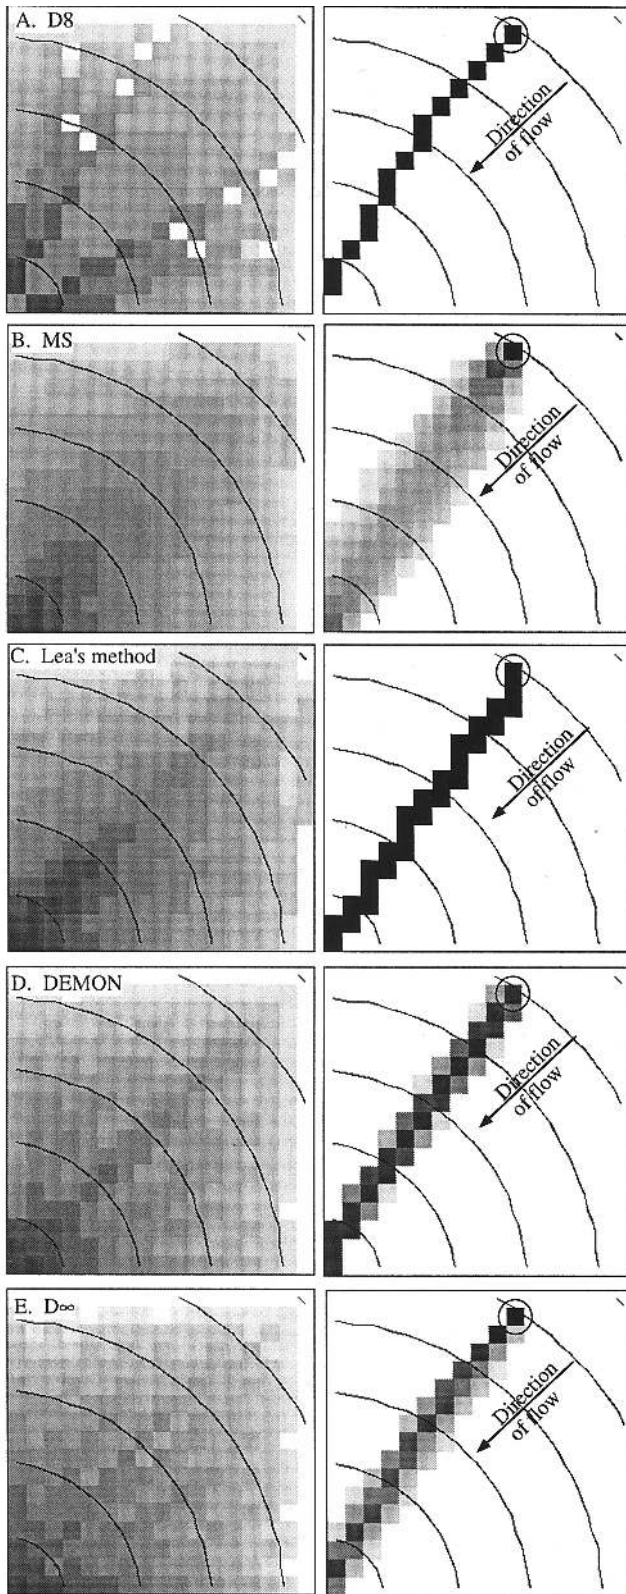 A. D8
Direction
of flow
B. MS
Direction
of flow
C. Lea's method
Direction
of flow
D. DEMON
Direction
of flow
E. D∞
Direction
of flow